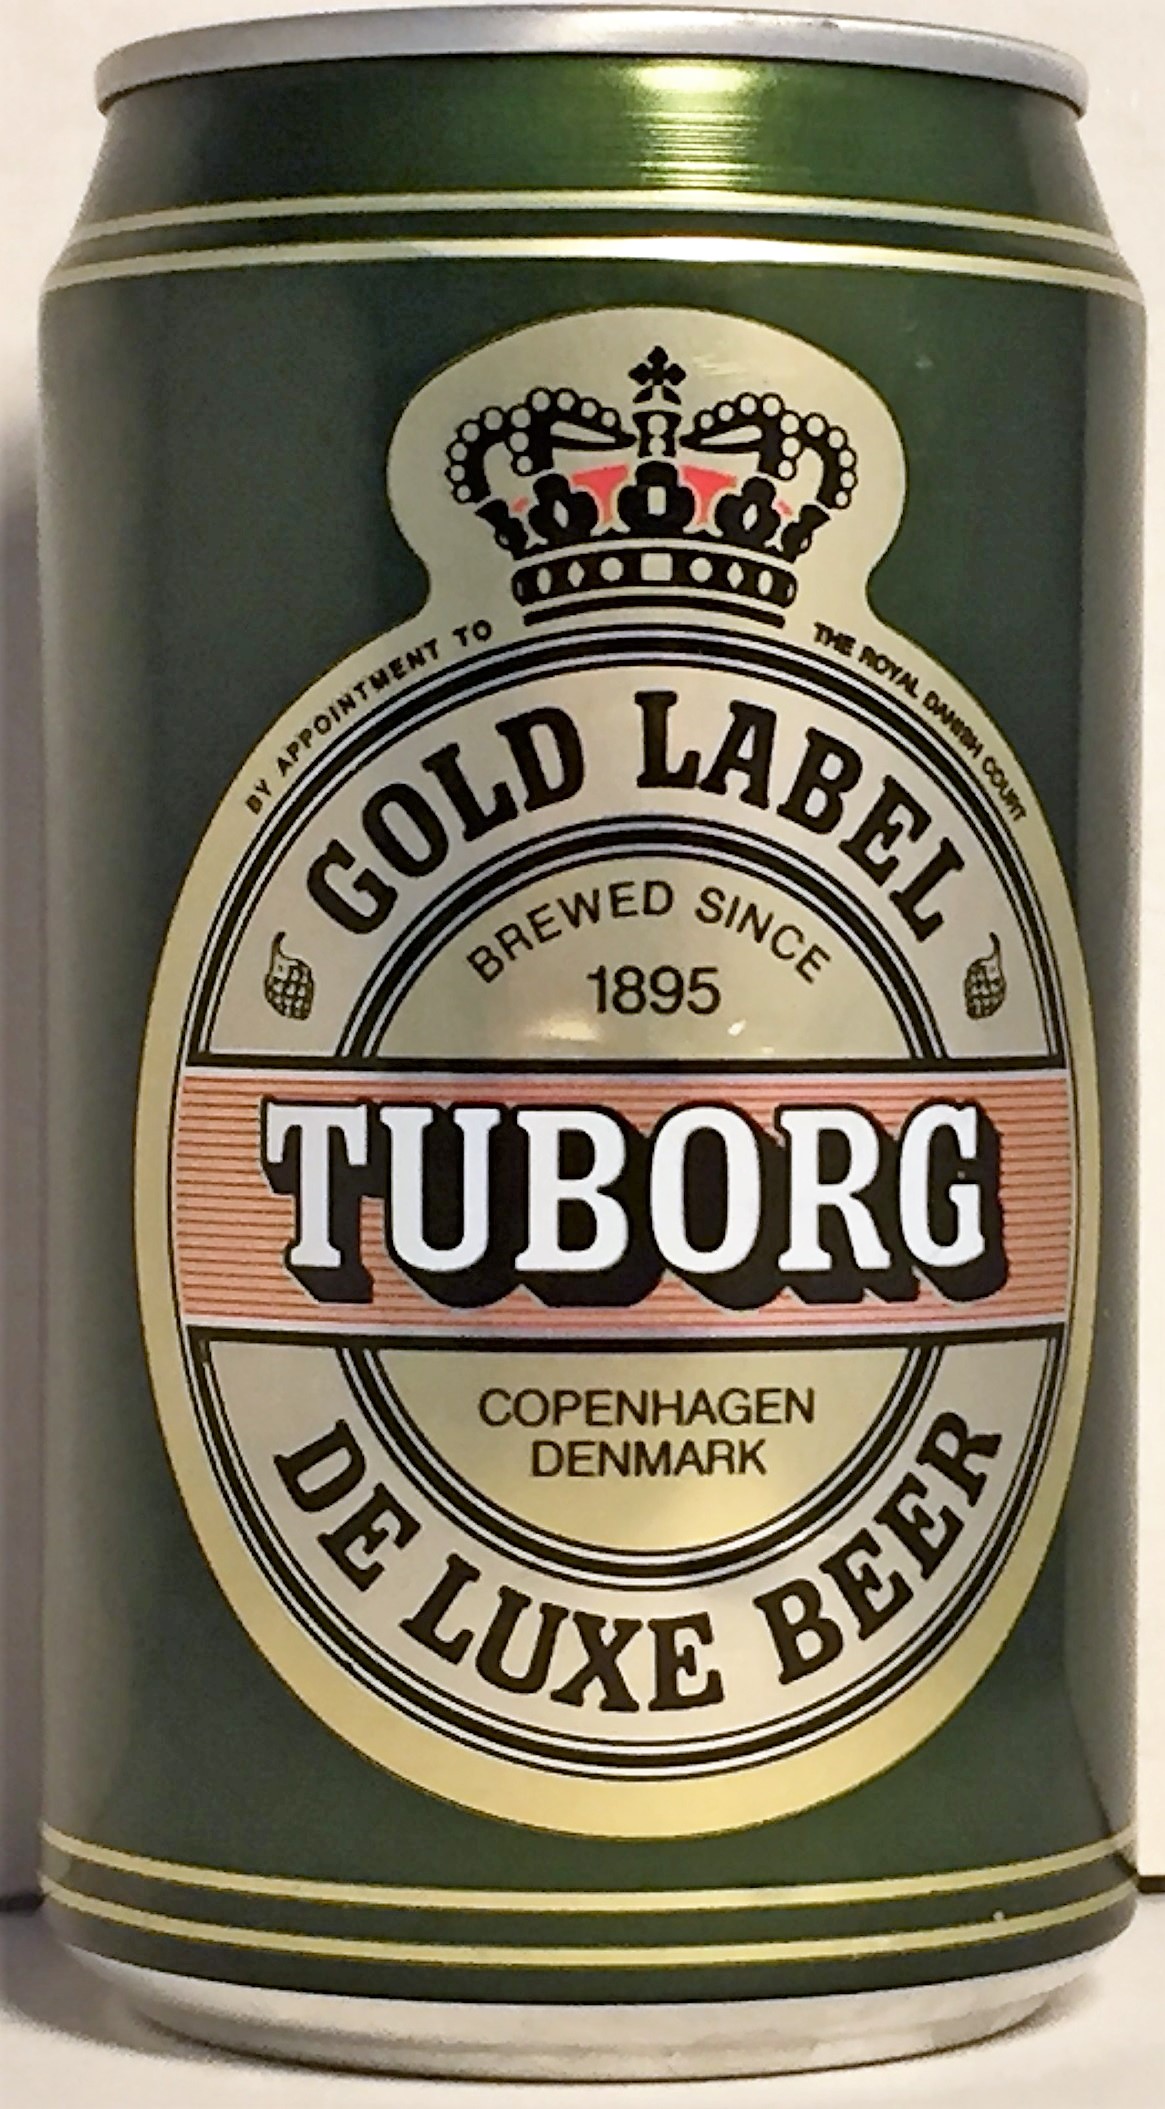 BY APPOINTMENT TO THE ROYAL DANISH COURT
GOLD LABEL
BREWED SINCE
1895
TUBORG
COPENHAGEN
DENMARK
DE LUXE BEER